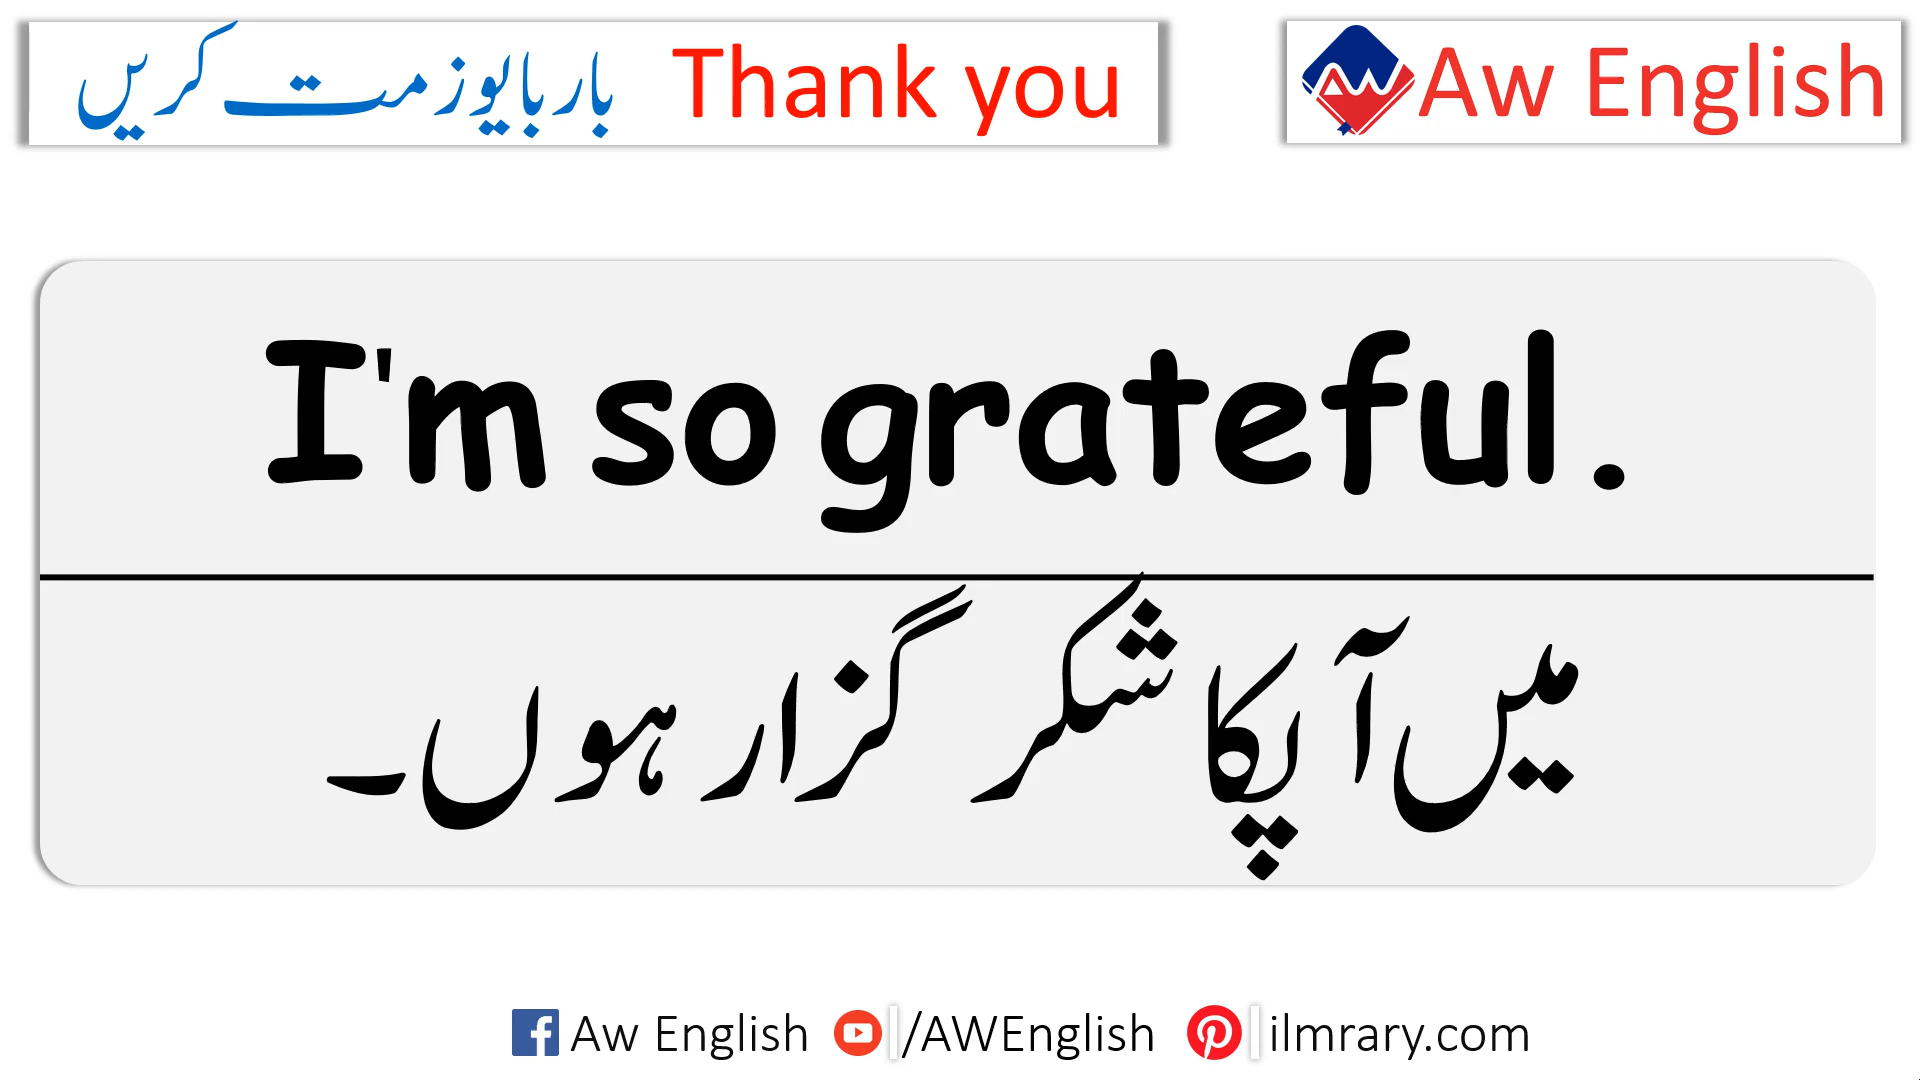 Thank you بار بار یوز مت کریں
Aw English
I'm so grateful.
میں آپکا شکر گزار ہوں۔
Aw English /AWEnglish ilmrary.com